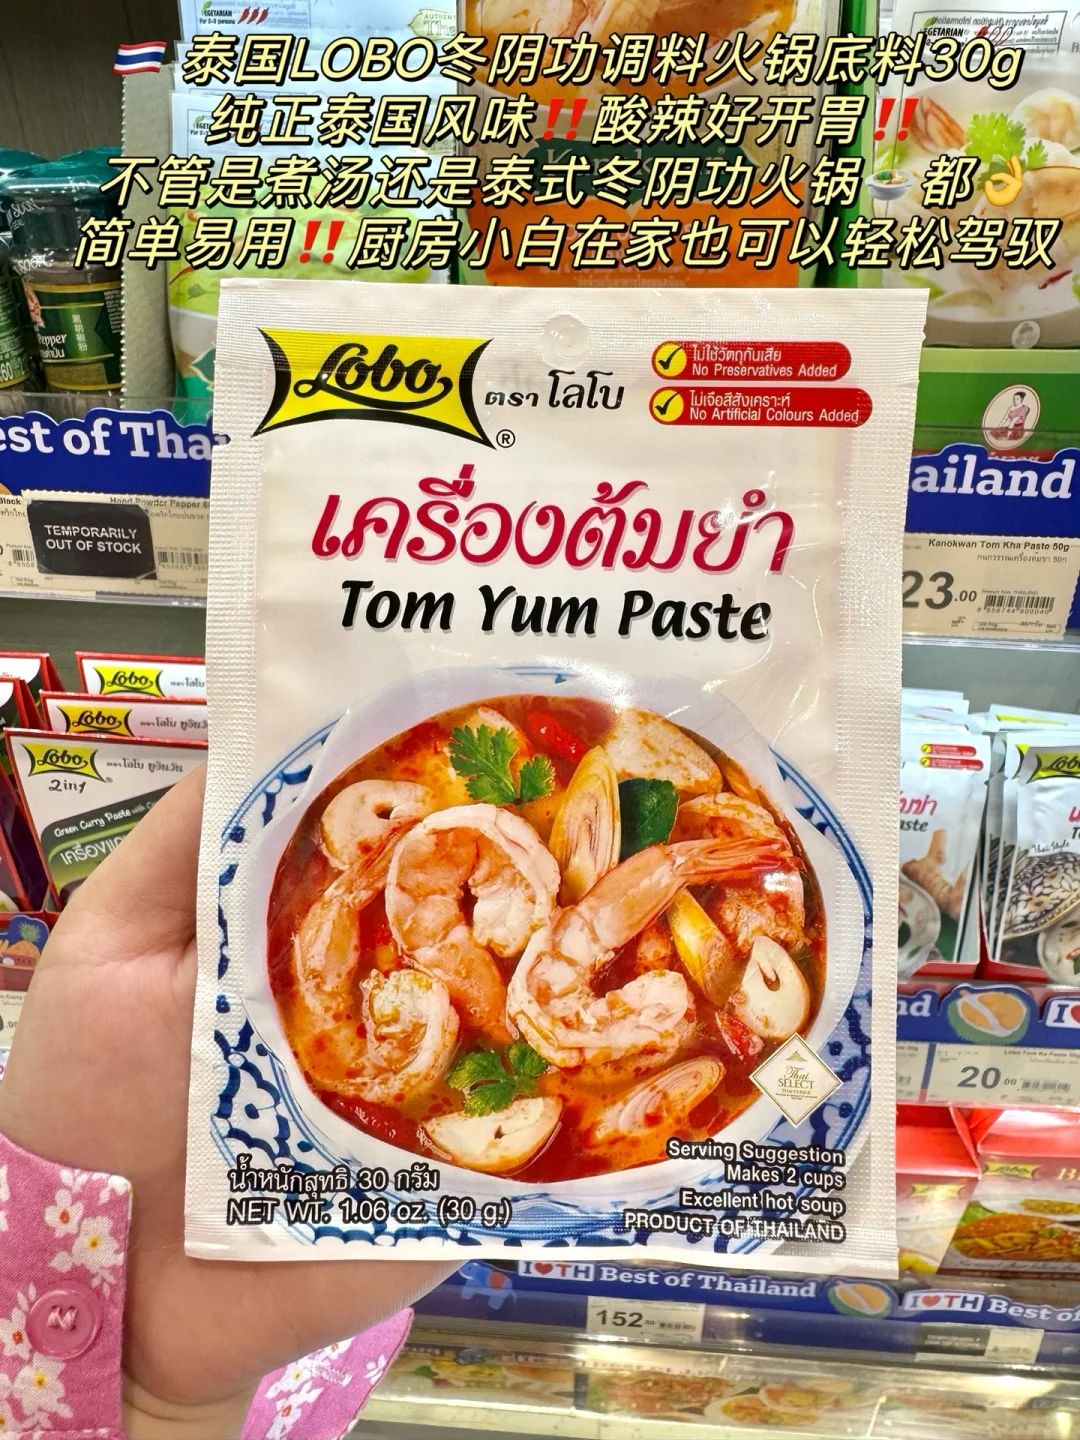 🇹🇭 泰国LOBO冬阴功调料火锅底料30g
纯正泰国风味‼️酸辣好开胃‼️
不管是煮汤还是泰式冬阴功火锅🍲都👌
简单易用‼️厨房小白在家也可以轻松驾驭
Lobo
®
ตรา โลโบ
ไม่ใช้วัตถุกันเสีย
No Preservatives Added
ไม่เจือสีสังเคราะห์
No Artificial Colours Added
เครื่องต้มยำ
Tom Yum Paste
Thai
SELECT
น้ำหนักสุทธิ 30 กรัม
NET WT. 1.06 oz. (30 g.)
Serving Suggestion
Makes 2 cups
Excellent hot soup
PRODUCT OF THAILAND
est of Tha
TEMPORARILY
OUT OF STOCK
ailand
Kanokwan Tom Kha Paste 50g
23.00
Lobo
Lobo
Lobo
2in1
Green Curry Paste
20.00
I ❤ TH Best of Thailand
I ❤ TH Best of
152